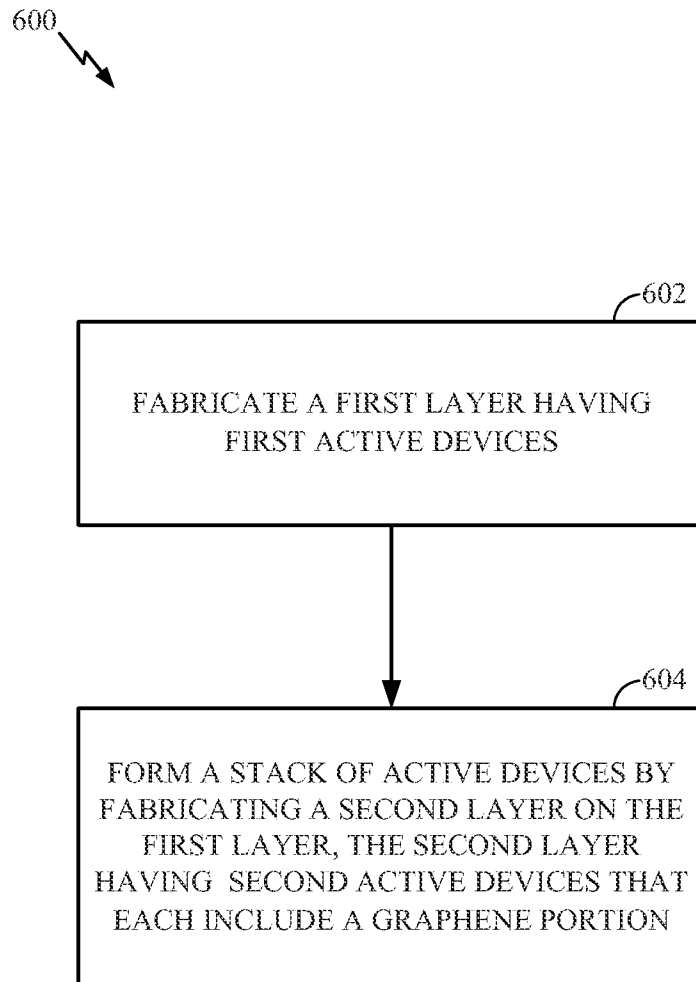 600
602
FABRICATE A FIRST LAYER HAVING
FIRST ACTIVE DEVICES
604
FORM A STACK OF ACTIVE DEVICES BY
FABRICATING A SECOND LAYER ON THE
FIRST LAYER, THE SECOND LAYER
HAVING SECOND ACTIVE DEVICES THAT
EACH INCLUDE A GRAPHENE PORTION